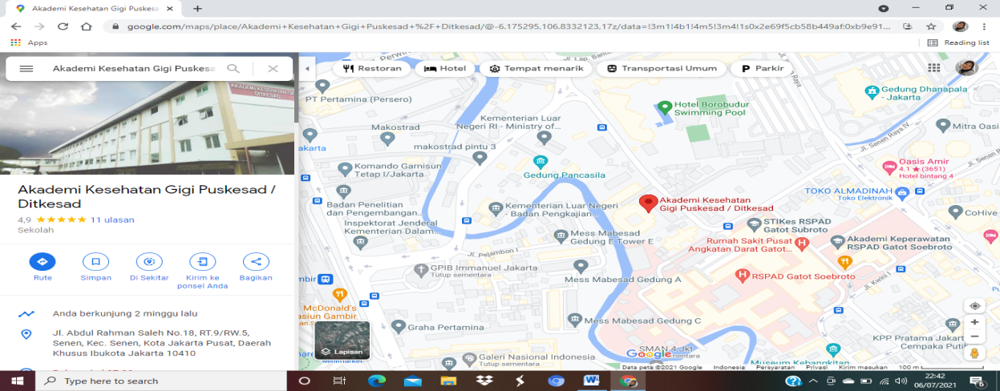 Akademi Kesehatan Gigi Puskesa
google.com/maps/place/Akademi+Kesehatan+Gigi+Puskesad+%2F+Ditkesad/@-6.175295,106.8332123,17z/data=!3m1!4b1!4m5!3m4!1s0x2e69f5cb58b449af:0xb9e91...
Apps
Reading list
Akademi Kesehatan Gigi Puskesa
Restoran
Hotel
Tempat menarik
Transportasi Umum
Parkir
Akademi Kesehatan Gigi Puskesad /
Ditkesad
4,9 ★★★★★ 11 ulasan
Sekolah
Rute
Simpan
Di Sekitar
Kirim ke
ponsel Anda
Bagikan
Anda berkunjung 2 minggu lalu
Jl. Abdul Rahman Saleh No.18, RT.9/RW.5,
Senen, Kec. Senen, Kota Jakarta Pusat, Daerah
Khusus Ibukota Jakarta 10410
PT Pertamina (Persero)
Makostrad
Kementerian Luar
Negeri RI - Ministry of...
makostrad pintu 3
Komando Garnisun
Tetap I/Jakarta
Gedung Pancasila
Hotel Borobudur
Swimming Pool
Gedung Dhanapala
- Jakarta
Mitra Oasi
Jl. Senen Raya IV
Oasis Amir
4.1 ★ (3651)
Hotel bintang 4
TOKO ALMADINAH
Toko Elektronik
CoHive
Badan Penelitian
dan Pengembangan...
Inspektorat Jenderal
Kementerian Dalam...
Kementerian Luar Negeri
- Badan Pengkajian...
Akademi Kesehatan
Gigi Puskesad / Ditkesad
STIKes RSPAD
Gatot Subroto
Rumah Sakit Pusat
Angkatan Darat Gatot...
Akademi Keperawatan
RSPAD Gatot Soebroto
RSPAD Gatot Soebroto
Jl. Kwini I
Mess Mabesad
Gedung E Tower E
Jl. Pejambon I
GPIB Immanuel Jakarta
Tutup sementara
Mess Mabesad Gedung A
Mess Mabesad Gedung C
McDonald's
Graha Pertamina
Galeri Nasional Indonesia
Tutup sementara
SMAN 4 Jkt
KPP Pratama Jakart
Cempaka Puti
Museum Kebangkitan
Lapisan
Google
Data peta ©2021 Google
Indonesia
Persyaratan
Privasi
Kirim masukan
100 m
Type here to search
22:42
06/07/2021
6